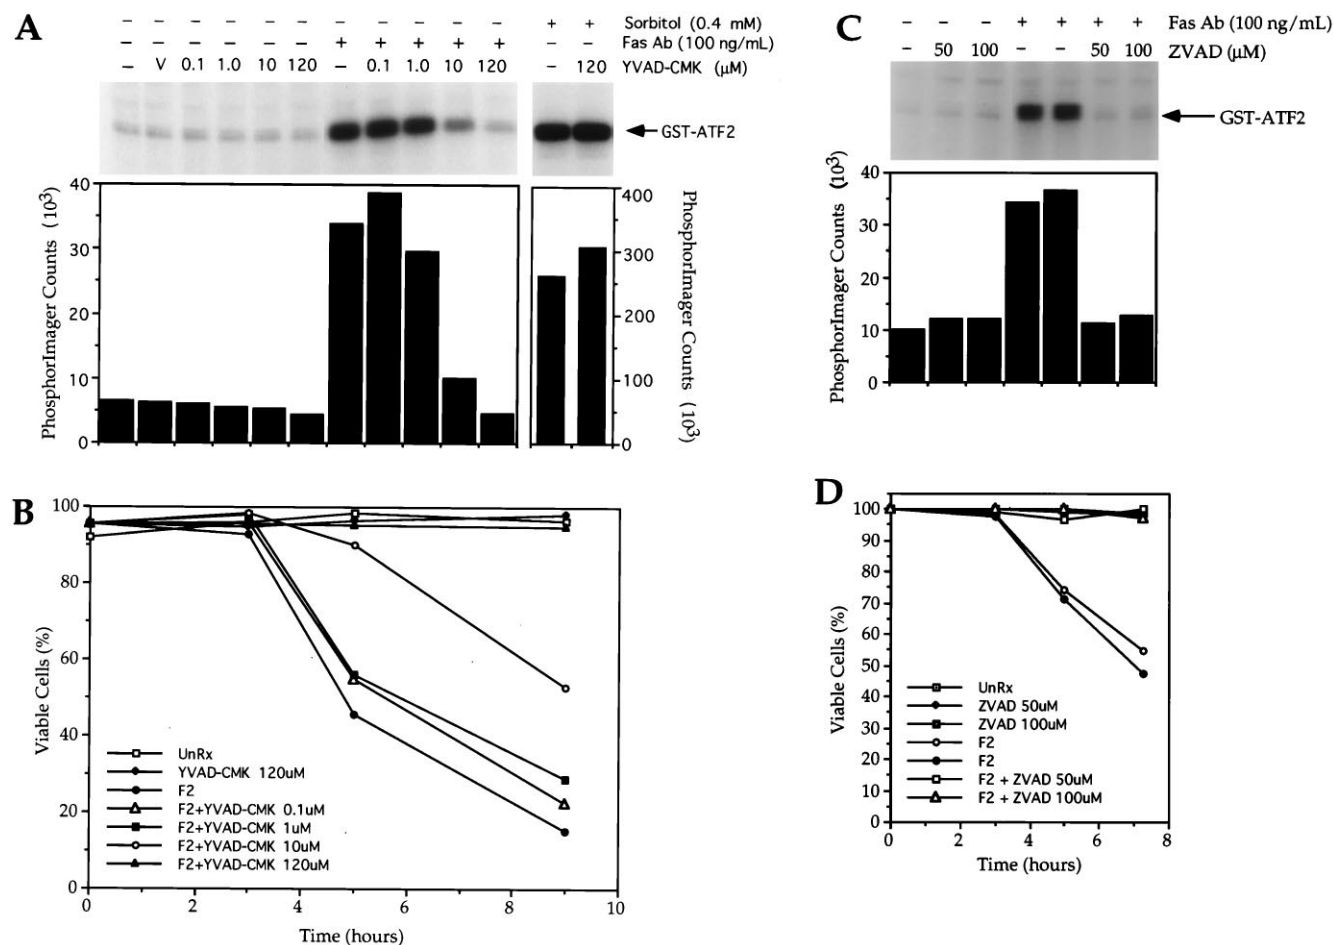 A
− − − − − − − − − − − + + Sorbitol (0.4 mM)
− − − − − − + + + + + − − Fas Ab (100 ng/mL)
− V 0.1 1.0 10 120 − 0.1 1.0 10 120 − 120 YVAD-CMK (μM)
GST-ATF2
PhosphorImager Counts (10³)
40
30
20
10
0
400
300
200
100
0
PhosphorImager Counts (10³)
C
− − − + + + + Fas Ab (100 ng/mL)
− 50 100 − − 50 100 ZVAD (μM)
GST-ATF2
PhosphorImager Counts (10³)
40
30
20
10
0
B
Viable Cells (%)
100
80
60
40
20
0
UnRx
YVAD-CMK 120uM
F2
F2+YVAD-CMK 0.1uM
F2+YVAD-CMK 1uM
F2+YVAD-CMK 10uM
F2+YVAD-CMK 120uM
0 2 4 6 8 10
Time (hours)
D
Viable Cells (%)
100
90
80
70
60
50
40
30
20
10
0
UnRx
ZVAD 50uM
ZVAD 100uM
F2
F2
F2 + ZVAD 50uM
F2 + ZVAD 100uM
0 2 4 6 8
Time (hours)